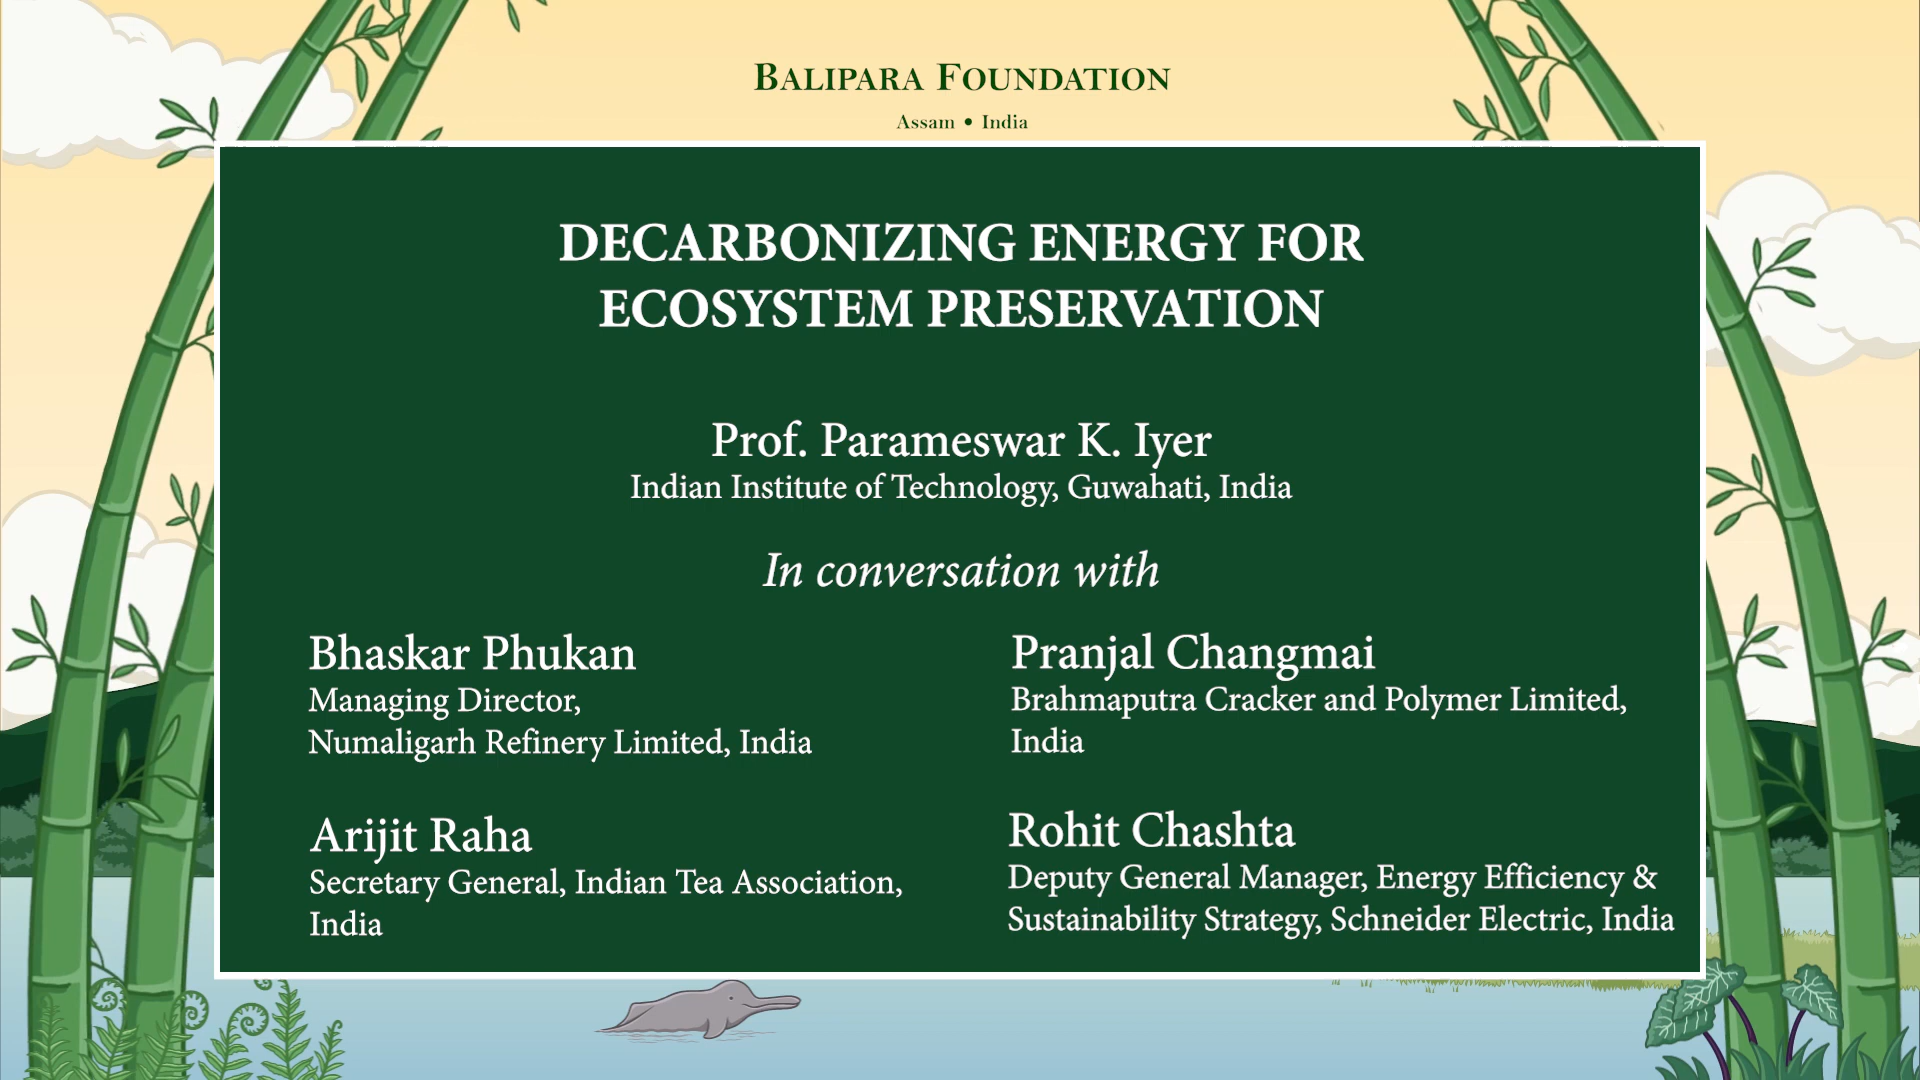 BALIPARA FOUNDATION
Assam • India
DECARBONIZING ENERGY FOR
ECOSYSTEM PRESERVATION
Prof. Parameswar K. Iyer
Indian Institute of Technology, Guwahati, India
In conversation with
Bhaskar Phukan
Managing Director,
Numaligarh Refinery Limited, India
Pranjal Changmai
Brahmaputra Cracker and Polymer Limited,
India
Arijit Raha
Secretary General, Indian Tea Association,
India
Rohit Chashta
Deputy General Manager, Energy Efficiency &
Sustainability Strategy, Schneider Electric, India